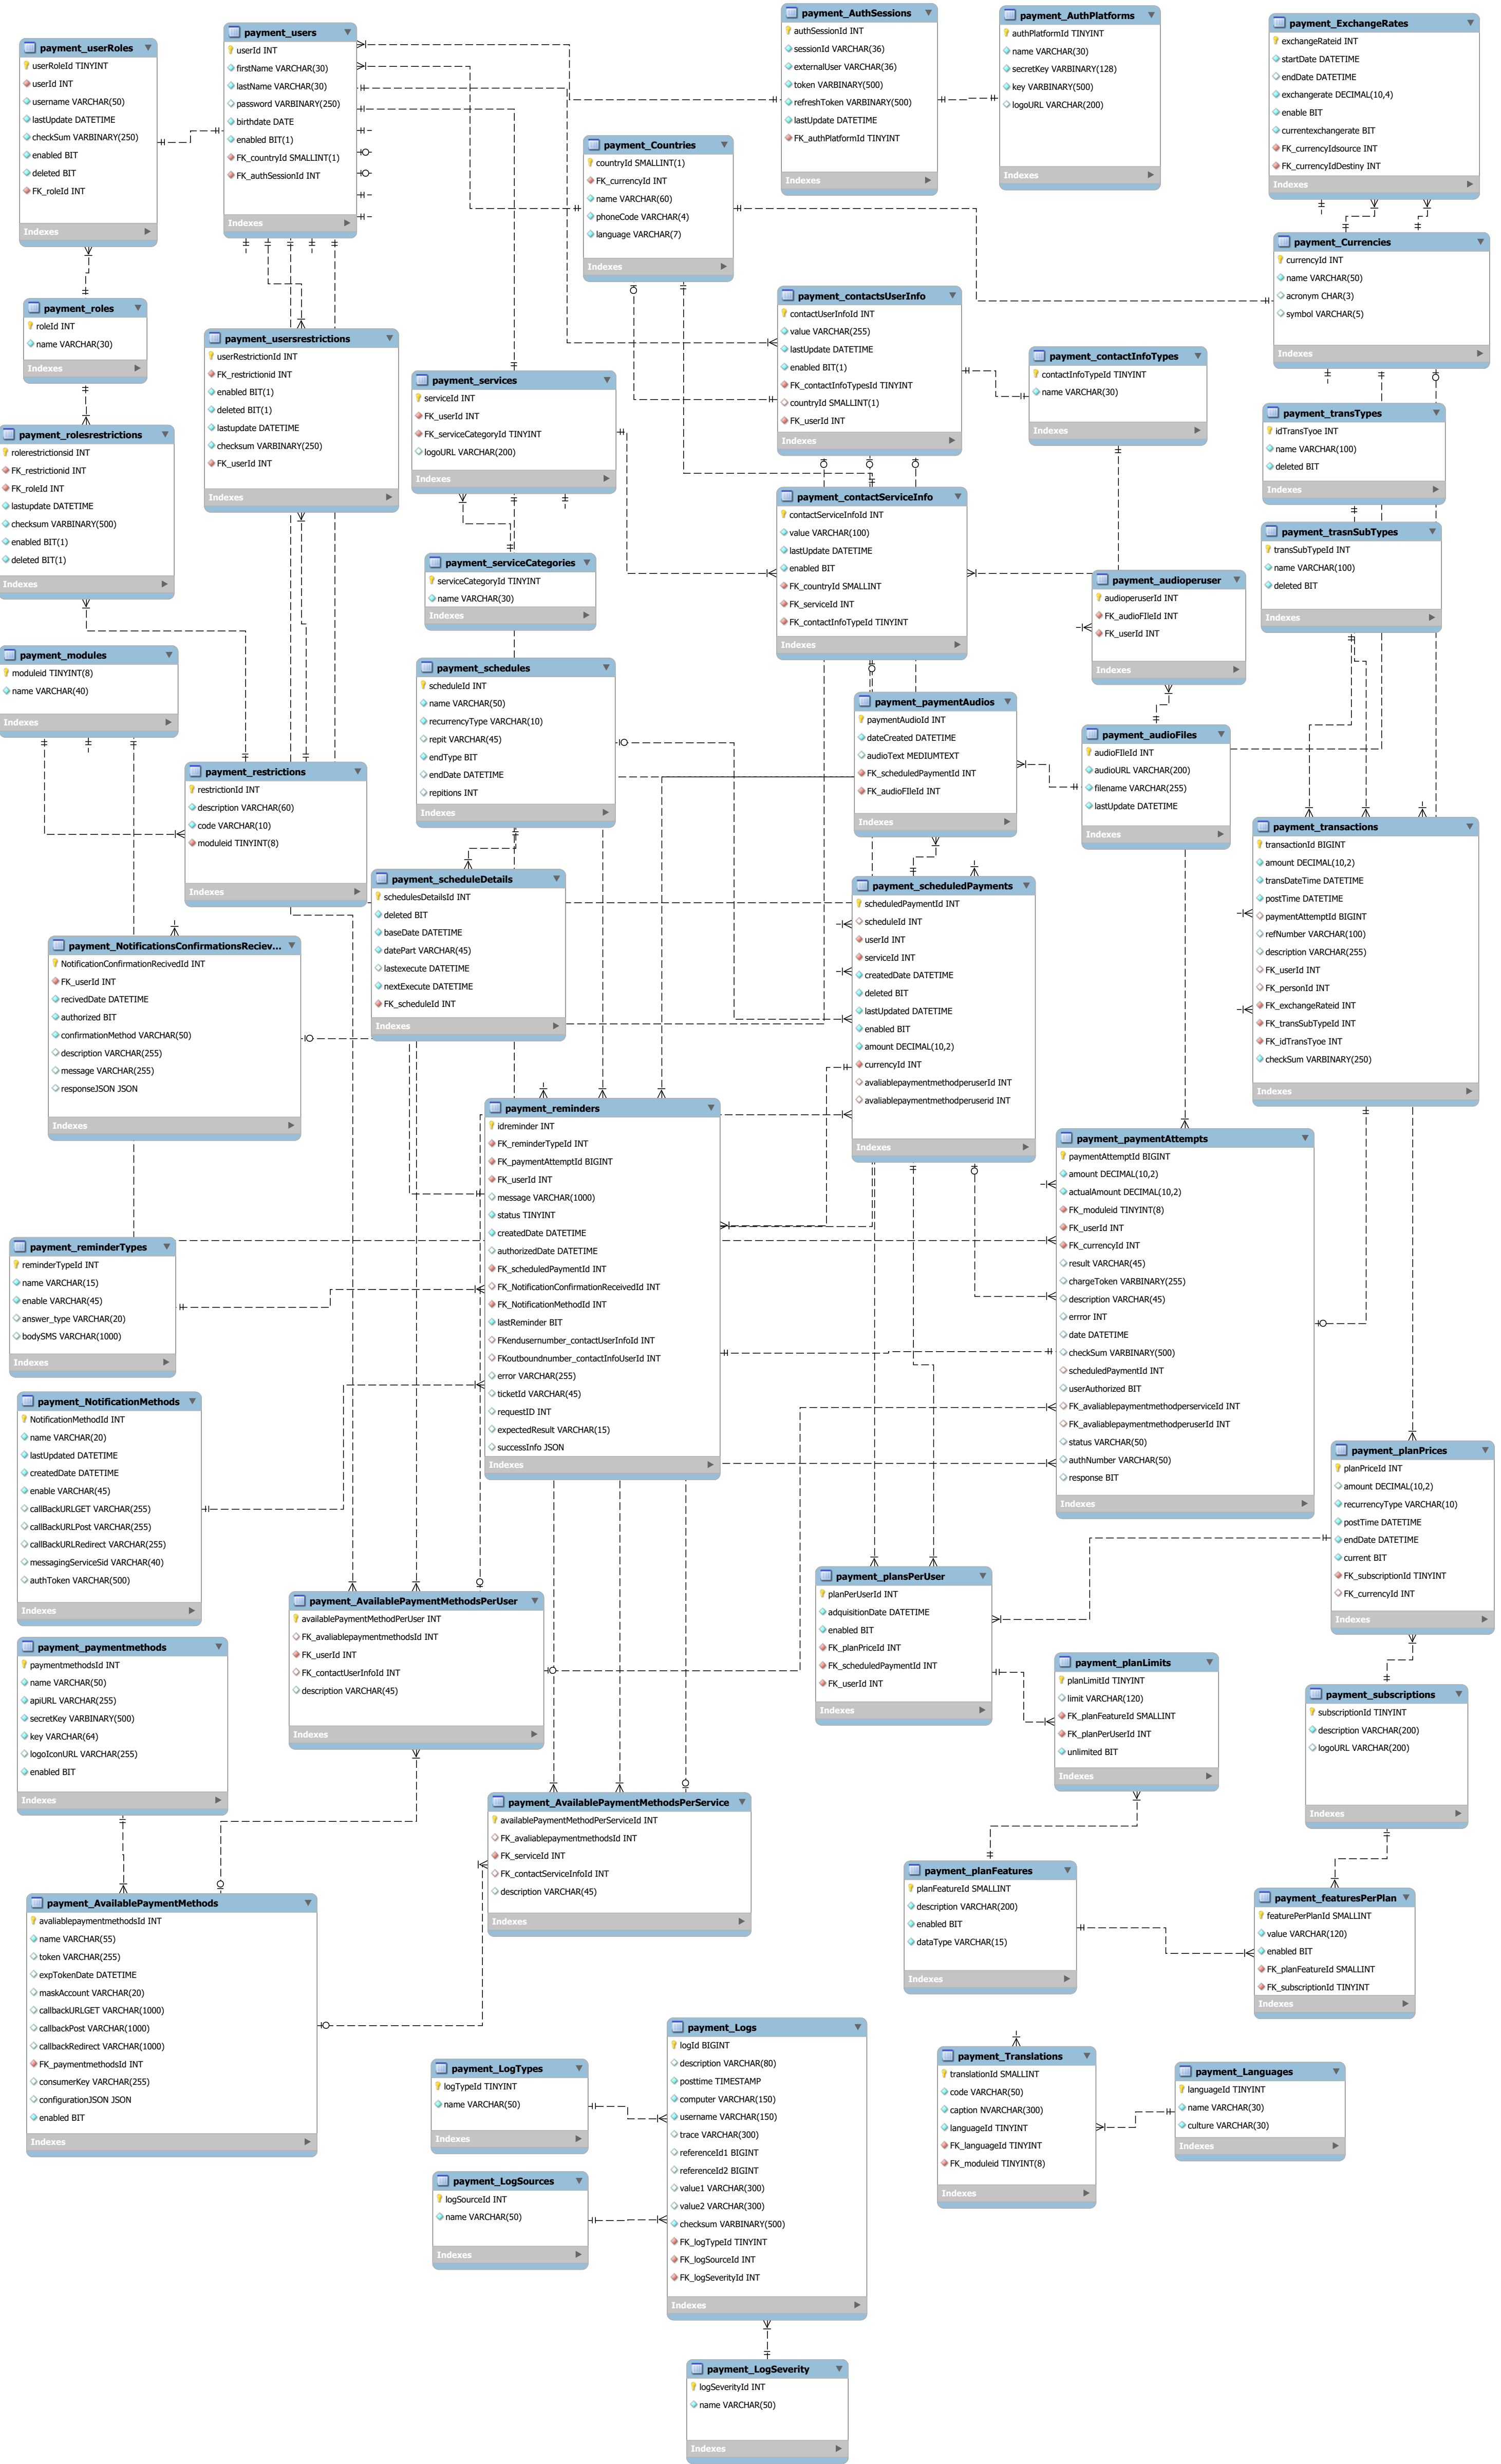 payment_userRoles
userRoleId TINYINT
userId INT
username VARCHAR(50)
lastUpdate DATETIME
checkSum VARBINARY(250)
enabled BIT
deleted BIT
FK_roleId INT
Indexes
payment_users
userId INT
firstName VARCHAR(30)
lastName VARCHAR(30)
password VARBINARY(250)
birthdate DATE
enabled BIT(1)
FK_countryId SMALLINT(1)
FK_authSessionId INT
Indexes
payment_AuthSessions
authSessionId INT
sessionId VARCHAR(36)
externalUser VARCHAR(36)
token VARBINARY(500)
refreshToken VARBINARY(500)
lastUpdate DATETIME
FK_authPlatformId TINYINT
Indexes
payment_AuthPlatforms
authPlatformId TINYINT
name VARCHAR(30)
secretKey VARBINARY(128)
key VARBINARY(500)
logoURL VARCHAR(200)
Indexes
payment_ExchangeRates
exchangeRateid INT
startDate DATETIME
endDate DATETIME
exchangerate DECIMAL(10,4)
enable BIT
currentexchangerate BIT
FK_currencyIdsource INT
FK_currencyIdDestiny INT
Indexes
payment_Countries
countryId SMALLINT(1)
FK_currencyId INT
name VARCHAR(60)
phoneCode VARCHAR(4)
language VARCHAR(7)
Indexes
payment_Currencies
currencyId INT
name VARCHAR(50)
acronym CHAR(3)
symbol VARCHAR(5)
Indexes
payment_roles
roleId INT
name VARCHAR(30)
Indexes
payment_usersrestrictions
userRestrictionId INT
FK_restrictionid INT
enabled BIT(1)
deleted BIT(1)
lastupdate DATETIME
checksum VARBINARY(250)
FK_userId INT
Indexes
payment_services
serviceId INT
FK_userId INT
FK_serviceCategoryId TINYINT
logoURL VARCHAR(200)
Indexes
payment_contactsUserInfo
contactUserInfoId INT
value VARCHAR(255)
lastUpdate DATETIME
enabled BIT(1)
FK_contactInfoTypesId TINYINT
countryId SMALLINT(1)
FK_userId INT
Indexes
payment_contactInfoTypes
contactInfoTypeId TINYINT
name VARCHAR(30)
Indexes
payment_transTypes
idTransTyoe INT
name VARCHAR(100)
deleted BIT
Indexes
payment_rolesrestrictions
rolerestrictionsid INT
FK_restrictionid INT
FK_roleId INT
lastupdate DATETIME
checksum VARBINARY(500)
enabled BIT(1)
deleted BIT(1)
Indexes
payment_contactServiceInfo
contactServiceInfoId INT
value VARCHAR(100)
lastUpdate DATETIME
enabled BIT
FK_countryId SMALLINT
FK_serviceId INT
FK_contactInfoTypeId TINYINT
Indexes
payment_trasnSubTypes
transSubTypeId INT
name VARCHAR(100)
deleted BIT
Indexes
payment_serviceCategories
serviceCategoryId TINYINT
name VARCHAR(30)
Indexes
payment_audioperuser
audioperuserId INT
FK_audioFIleId INT
FK_userId INT
Indexes
payment_modules
moduleid TINYINT(8)
name VARCHAR(40)
Indexes
payment_schedules
scheduleId INT
name VARCHAR(50)
recurrencyType VARCHAR(10)
repit VARCHAR(45)
endType BIT
endDate DATETIME
repitions INT
Indexes
payment_paymentAudios
paymentAudioId INT
dateCreated DATETIME
audioText MEDIUMTEXT
FK_scheduledPaymentId INT
FK_audioFIleId INT
Indexes
payment_audioFiles
audioFIleId INT
audioURL VARCHAR(200)
filename VARCHAR(255)
lastUpdate DATETIME
Indexes
payment_restrictions
restrictionId INT
description VARCHAR(60)
code VARCHAR(10)
moduleid TINYINT(8)
Indexes
payment_transactions
transactionId BIGINT
amount DECIMAL(10,2)
transDateTime DATETIME
postTime DATETIME
paymentAttemptId BIGINT
refNumber VARCHAR(100)
description VARCHAR(255)
FK_userId INT
FK_personId INT
FK_exchangeRateid INT
FK_transSubTypeId INT
FK_idTransTyoe INT
checkSum VARBINARY(250)
Indexes
payment_scheduleDetails
schedulesDetailsId INT
deleted BIT
baseDate DATETIME
datePart VARCHAR(45)
lastexecute DATETIME
nextExecute DATETIME
FK_scheduleId INT
Indexes
payment_scheduledPayments
scheduledPaymentId INT
scheduleId INT
userId INT
serviceId INT
createdDate DATETIME
deleted BIT
lastUpdated DATETIME
enabled BIT
amount DECIMAL(10,2)
currencyId INT
avaliablepaymentmethodperuserId INT
avaliablepaymentmethodperuserid INT
Indexes
payment_NotificationsConfirmationsReciev...
NotificationConfirmationRecivedId INT
FK_userId INT
recivedDate DATETIME
authorized BIT
confirmationMethod VARCHAR(50)
description VARCHAR(255)
message VARCHAR(255)
responseJSON JSON
Indexes
payment_reminders
idreminder INT
FK_reminderTypeId INT
FK_paymentAttemptId BIGINT
FK_userId INT
message VARCHAR(1000)
status TINYINT
createdDate DATETIME
authorizedDate DATETIME
FK_scheduledPaymentId INT
FK_NotificationConfirmationReceivedId INT
FK_NotificationMethodId INT
lastReminder BIT
FKendusernumber_contactUserInfoId INT
FKoutboundnumber_contactInfoUserId INT
error VARCHAR(255)
ticketId VARCHAR(45)
requestID INT
expectedResult VARCHAR(15)
successInfo JSON
Indexes
payment_paymentAttempts
paymentAttemptId BIGINT
amount DECIMAL(10,2)
actualAmount DECIMAL(10,2)
FK_moduleid TINYINT(8)
FK_userId INT
FK_currencyId INT
result VARCHAR(45)
chargeToken VARBINARY(255)
description VARCHAR(45)
errror INT
date DATETIME
checkSum VARBINARY(500)
scheduledPaymentId INT
userAuthorized BIT
FK_avaliablepaymentmethodperserviceId INT
FK_avaliablepaymentmethodperuserId INT
status VARCHAR(50)
authNumber VARCHAR(50)
response BIT
Indexes
payment_reminderTypes
reminderTypeId INT
name VARCHAR(15)
enable VARCHAR(45)
answer_type VARCHAR(20)
bodySMS VARCHAR(1000)
Indexes
payment_NotificationMethods
NotificationMethodId INT
name VARCHAR(20)
lastUpdated DATETIME
createdDate DATETIME
enable VARCHAR(45)
callBackURLGET VARCHAR(255)
callBackURLPost VARCHAR(255)
callBackURLRedirect VARCHAR(255)
messagingServiceSid VARCHAR(40)
authToken VARCHAR(500)
Indexes
payment_planPrices
planPriceId INT
amount DECIMAL(10,2)
recurrencyType VARCHAR(10)
postTime DATETIME
endDate DATETIME
current BIT
FK_subscriptionId TINYINT
FK_currencyId INT
Indexes
payment_AvailablePaymentMethodsPerUser
availablePaymentMethodPerUser INT
FK_avaliablepaymentmethodsId INT
FK_userId INT
FK_contactUserInfoId INT
description VARCHAR(45)
Indexes
payment_plansPerUser
planPerUserId INT
adquisitionDate DATETIME
enabled BIT
FK_planPriceId INT
FK_scheduledPaymentId INT
FK_userId INT
Indexes
payment_paymentmethods
paymentmethodsId INT
name VARCHAR(50)
apiURL VARCHAR(255)
secretKey VARBINARY(500)
key VARCHAR(64)
logoIconURL VARCHAR(255)
enabled BIT
Indexes
payment_planLimits
planLimitId TINYINT
limit VARCHAR(120)
FK_planFeatureId SMALLINT
FK_planPerUserId INT
unlimited BIT
Indexes
payment_subscriptions
subscriptionId TINYINT
description VARCHAR(200)
logoURL VARCHAR(200)
Indexes
payment_AvailablePaymentMethodsPerService
availablePaymentMethodPerServiceId INT
FK_avaliablepaymentmethodsId INT
FK_serviceId INT
FK_contactServiceInfoId INT
description VARCHAR(45)
Indexes
payment_planFeatures
planFeatureId SMALLINT
description VARCHAR(200)
enabled BIT
dataType VARCHAR(15)
Indexes
payment_featuresPerPlan
featurePerPlanId SMALLINT
value VARCHAR(120)
enabled BIT
FK_planFeatureId SMALLINT
FK_subscriptionId TINYINT
Indexes
payment_AvailablePaymentMethods
avaliablepaymentmethodsId INT
name VARCHAR(55)
token VARCHAR(255)
expTokenDate DATETIME
maskAccount VARCHAR(20)
callbackURLGET VARCHAR(1000)
callbackPost VARCHAR(1000)
callbackRedirect VARCHAR(1000)
FK_paymentmethodsId INT
consumerKey VARCHAR(255)
configurationJSON JSON
enabled BIT
Indexes
payment_Logs
logId BIGINT
description VARCHAR(80)
posttime TIMESTAMP
computer VARCHAR(150)
username VARCHAR(150)
trace VARCHAR(300)
referenceId1 BIGINT
referenceId2 BIGINT
value1 VARCHAR(300)
value2 VARCHAR(300)
checksum VARBINARY(500)
FK_logTypeId TINYINT
FK_logSourceId INT
FK_logSeverityId INT
Indexes
payment_LogTypes
logTypeId TINYINT
name VARCHAR(50)
Indexes
payment_Translations
translationId SMALLINT
code VARCHAR(50)
caption NVARCHAR(300)
languageId TINYINT
FK_languageId TINYINT
FK_moduleid TINYINT(8)
Indexes
payment_Languages
languageId TINYINT
name VARCHAR(30)
culture VARCHAR(30)
Indexes
payment_LogSources
logSourceId INT
name VARCHAR(50)
Indexes
payment_LogSeverity
logSeverityId INT
name VARCHAR(50)
Indexes